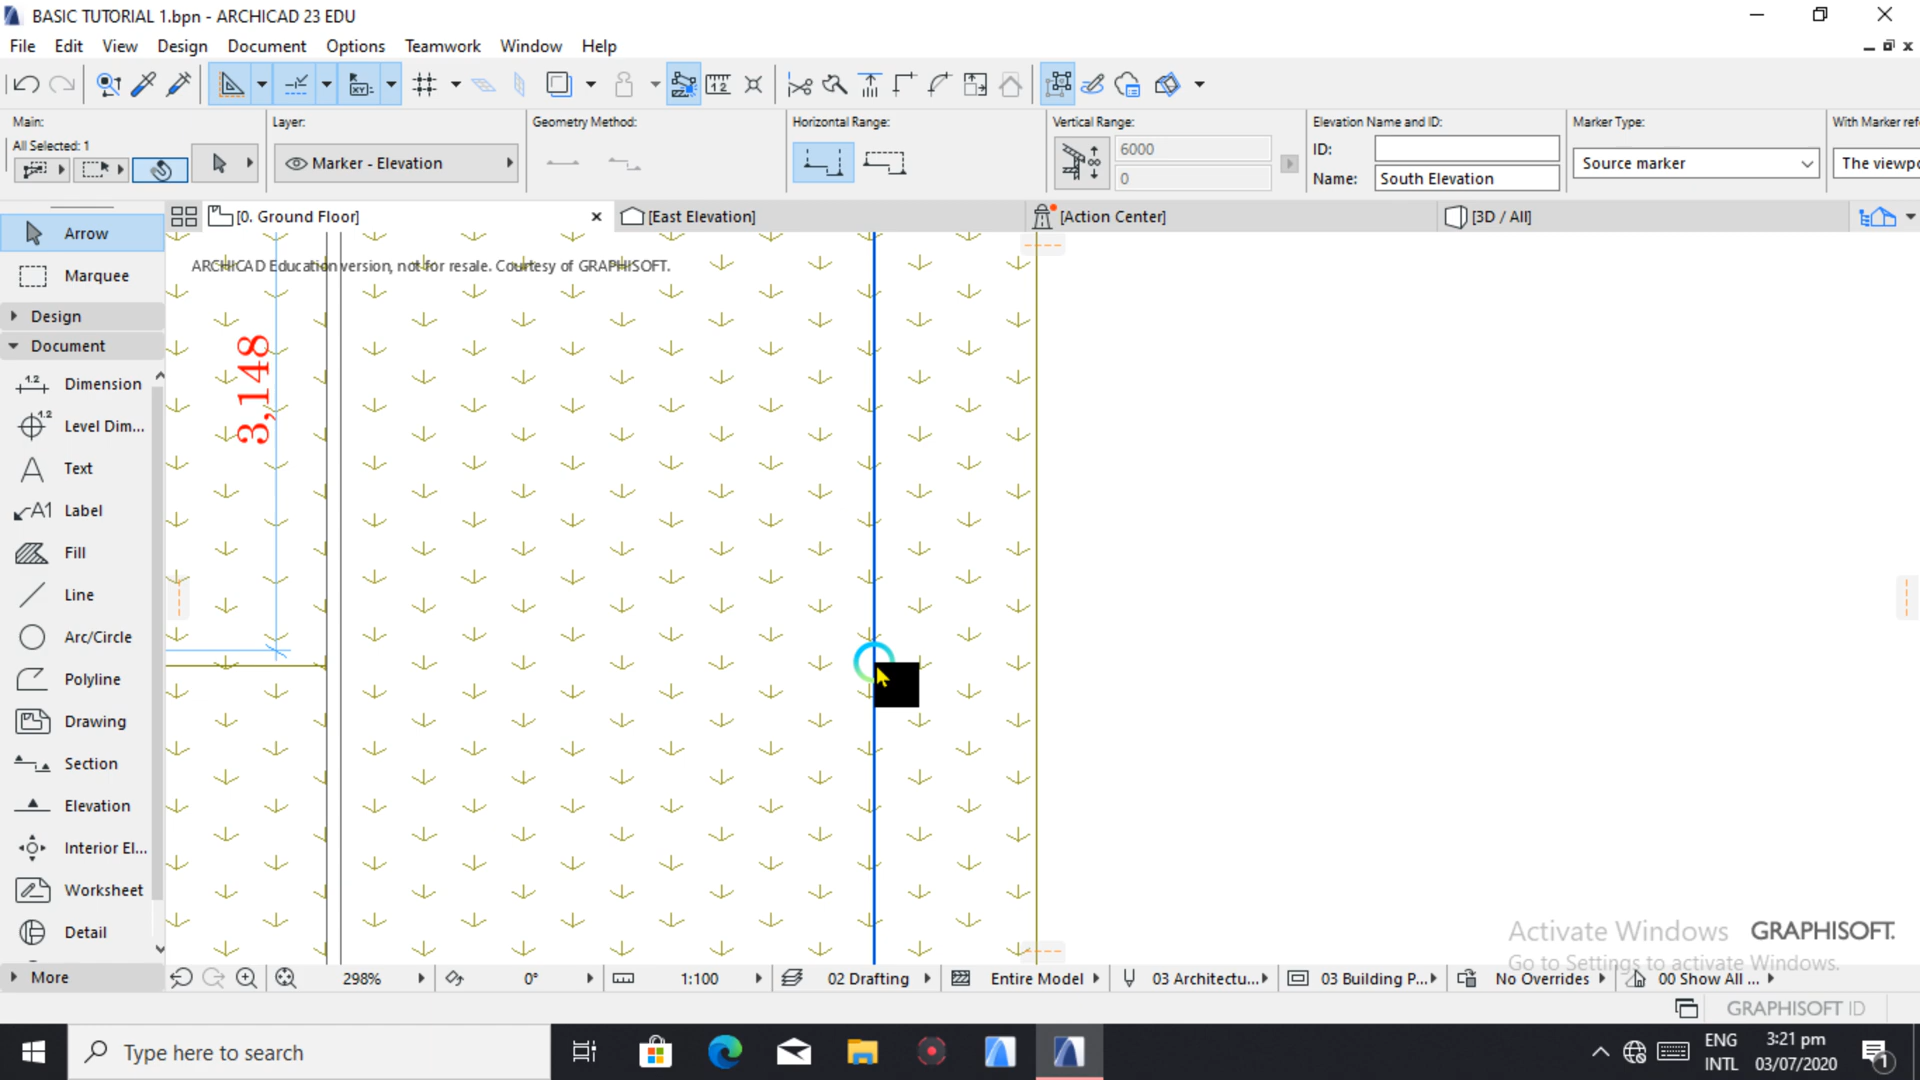 BASIC TUTORIAL 1.bpn - ARCHICAD 23 EDU
File Edit View Design Document Options Teamwork Window Help
Main:
All Selected: 1
Layer:
Marker - Elevation
Geometry Method:
Horizontal Range:
Vertical Range:
6000
0
Elevation Name and ID:
ID:
Name: South Elevation
Marker Type:
Source marker
With Marker ref
The viewpo
[0. Ground Floor]
[East Elevation]
[Action Center]
[3D / All]
Arrow
Marquee
Design
Document
Dimension
Level Dim...
Text
Label
Fill
Line
Arc/Circle
Polyline
Drawing
Section
Elevation
Interior El...
Worksheet
Detail
More
ARCHICAD Education version, not for resale. Courtesy of GRAPHISOFT.
3,148
Activate Windows
Go to Settings to activate Windows.
GRAPHISOFT.
298% 0° 1:100 02 Drafting Entire Model 03 Architectu... 03 Building P... No Overrides 00 Show All ...
GRAPHISOFT ID
Type here to search
ENG
INTL
3:21 pm
03/07/2020
1